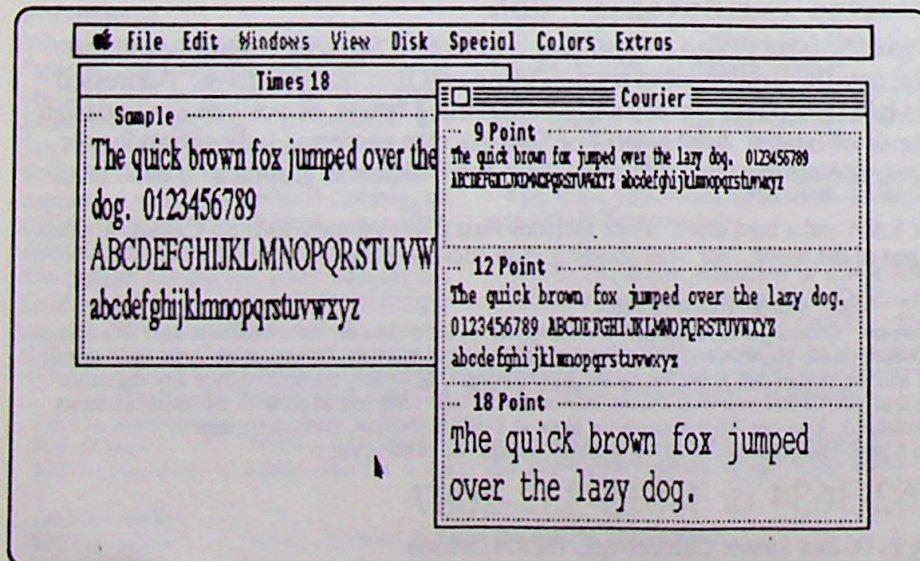 File Edit Windows View Disk Special Colors Extras
Times 18
Sample
The quick brown fox jumped over the
dog. 0123456789
ABCDEFGHIJKLMNOPQRSTUVW
abcdefghijklmnopqrstuvwxyz
Courier
9 Point
The quick brown fox jumped over the lazy dog. 0123456789
ABCDEFGHIJKLMNOPQRSTUVWXYZ abcdefghijklmnopqrstuvwxyz
12 Point
The quick brown fox jumped over the lazy dog.
0123456789 ABCDEFGHIJKLMNOPQRSTUVWXYZ
abcdefghijklmnopqrstuvwxyz
18 Point
The quick brown fox jumped
over the lazy dog.